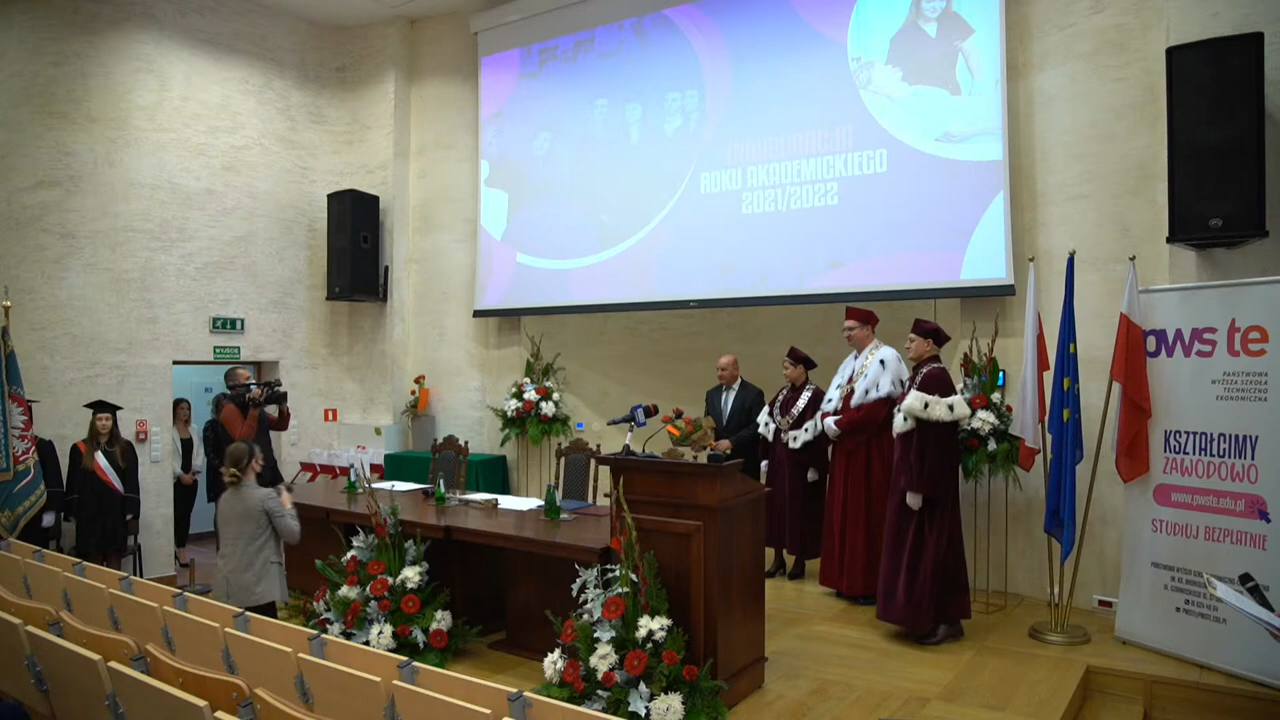 INAUGURACJA
ROKU AKADEMICKIEGO
2021/2022
WYJŚCIE
pwste
PAŃSTWOWA
WYŻSZA SZKOŁA
TECHNICZNO
EKONOMICZNA
KSZTAŁCIMY
ZAWODOWO
www.pwste.edu.pl
STUDIUJ BEZPŁATNIE